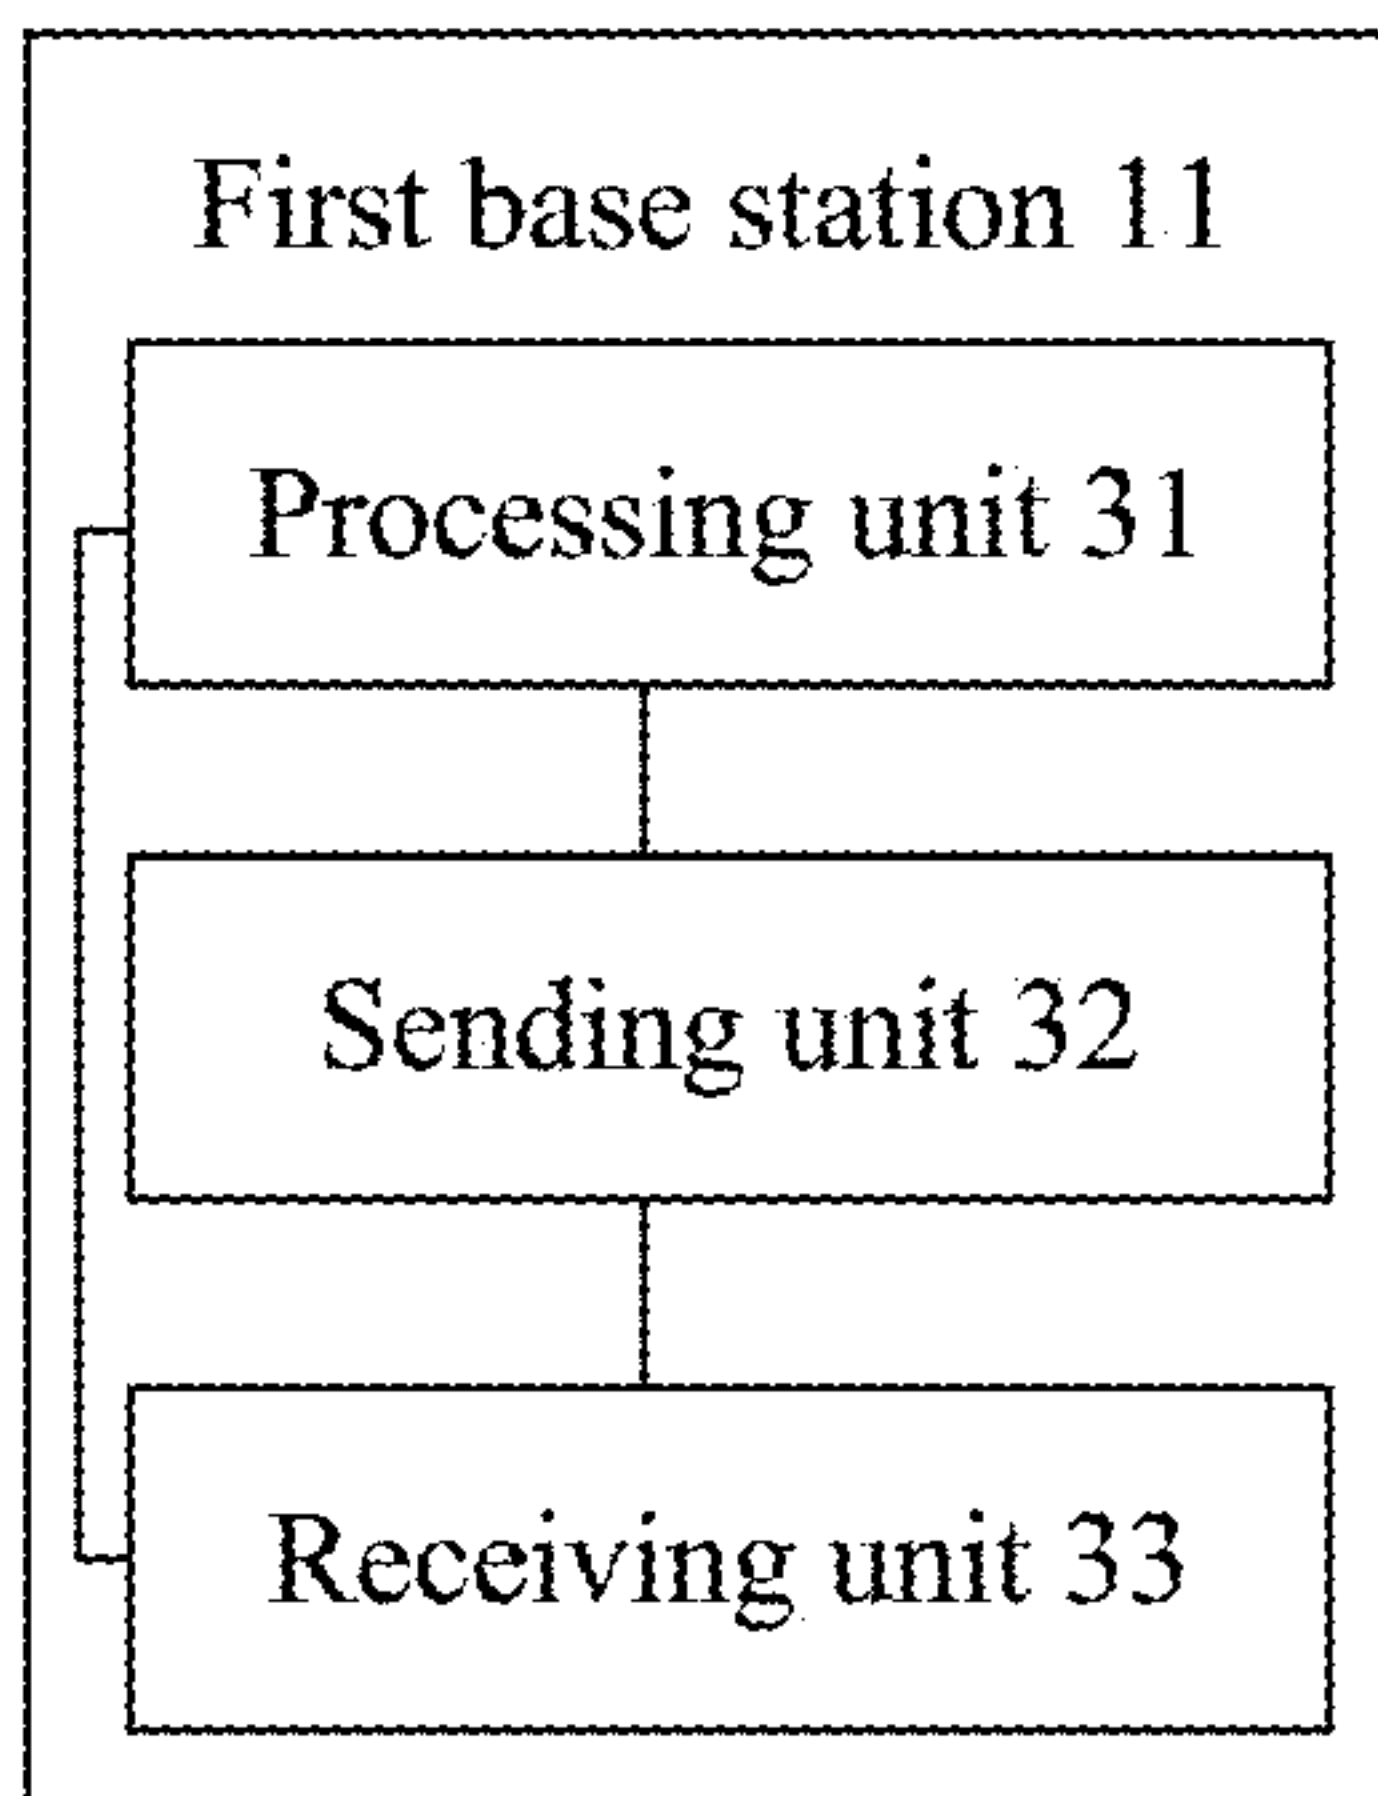 First base station 11
Processing unit 31
Sending unit 32
Receiving unit 33